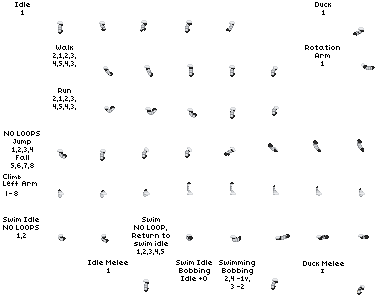 Idle
1
Duck
1
Walk
2,1,2,3,
4,5,4,3,
Rotation
Arm
1
Run
2,1,2,3,
4,5,4,3,
NO LOOPS
Jump
1,2,3,4
Fall
5,6,7,8
Climb
Left Arm
1-8
Swim Idle
NO LOOPS
1,2
Swim
NO LOOP,
Return to
swim idle
1,2,3,4,5
Swim Idle
Bobbing
Idle +0
Swimming
Bobbing
2,4 -1v,
3 -2
Idle Melee
1
Duck Melee
1